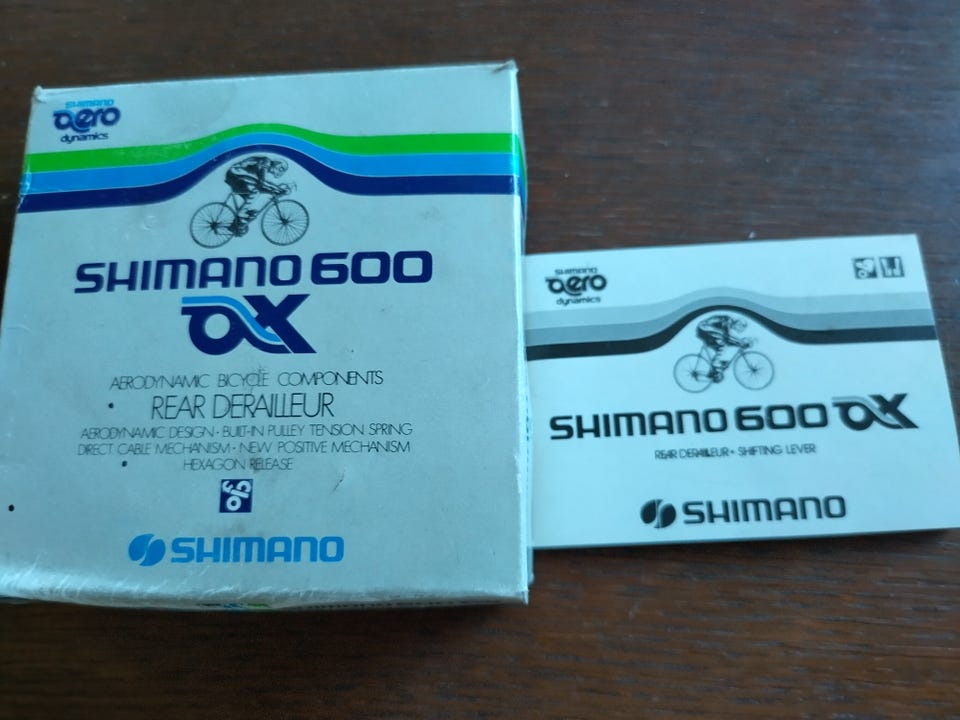 SHIMANO
aero
dynamics
SHIMANO 600
AX
AERODYNAMIC BICYCLE COMPONENTS
REAR DERAILLEUR
AERODYNAMIC DESIGN · BUILT-IN PULLEY TENSION SPRING
DIRECT CABLE MECHANISM · NEW POSITIVE MECHANISM
HEXAGON RELEASE
SHIMANO
SHIMANO
aero
dynamics
SHIMANO 600 AX
REAR DERAILLEUR · SHIFTING LEVER
SHIMANO